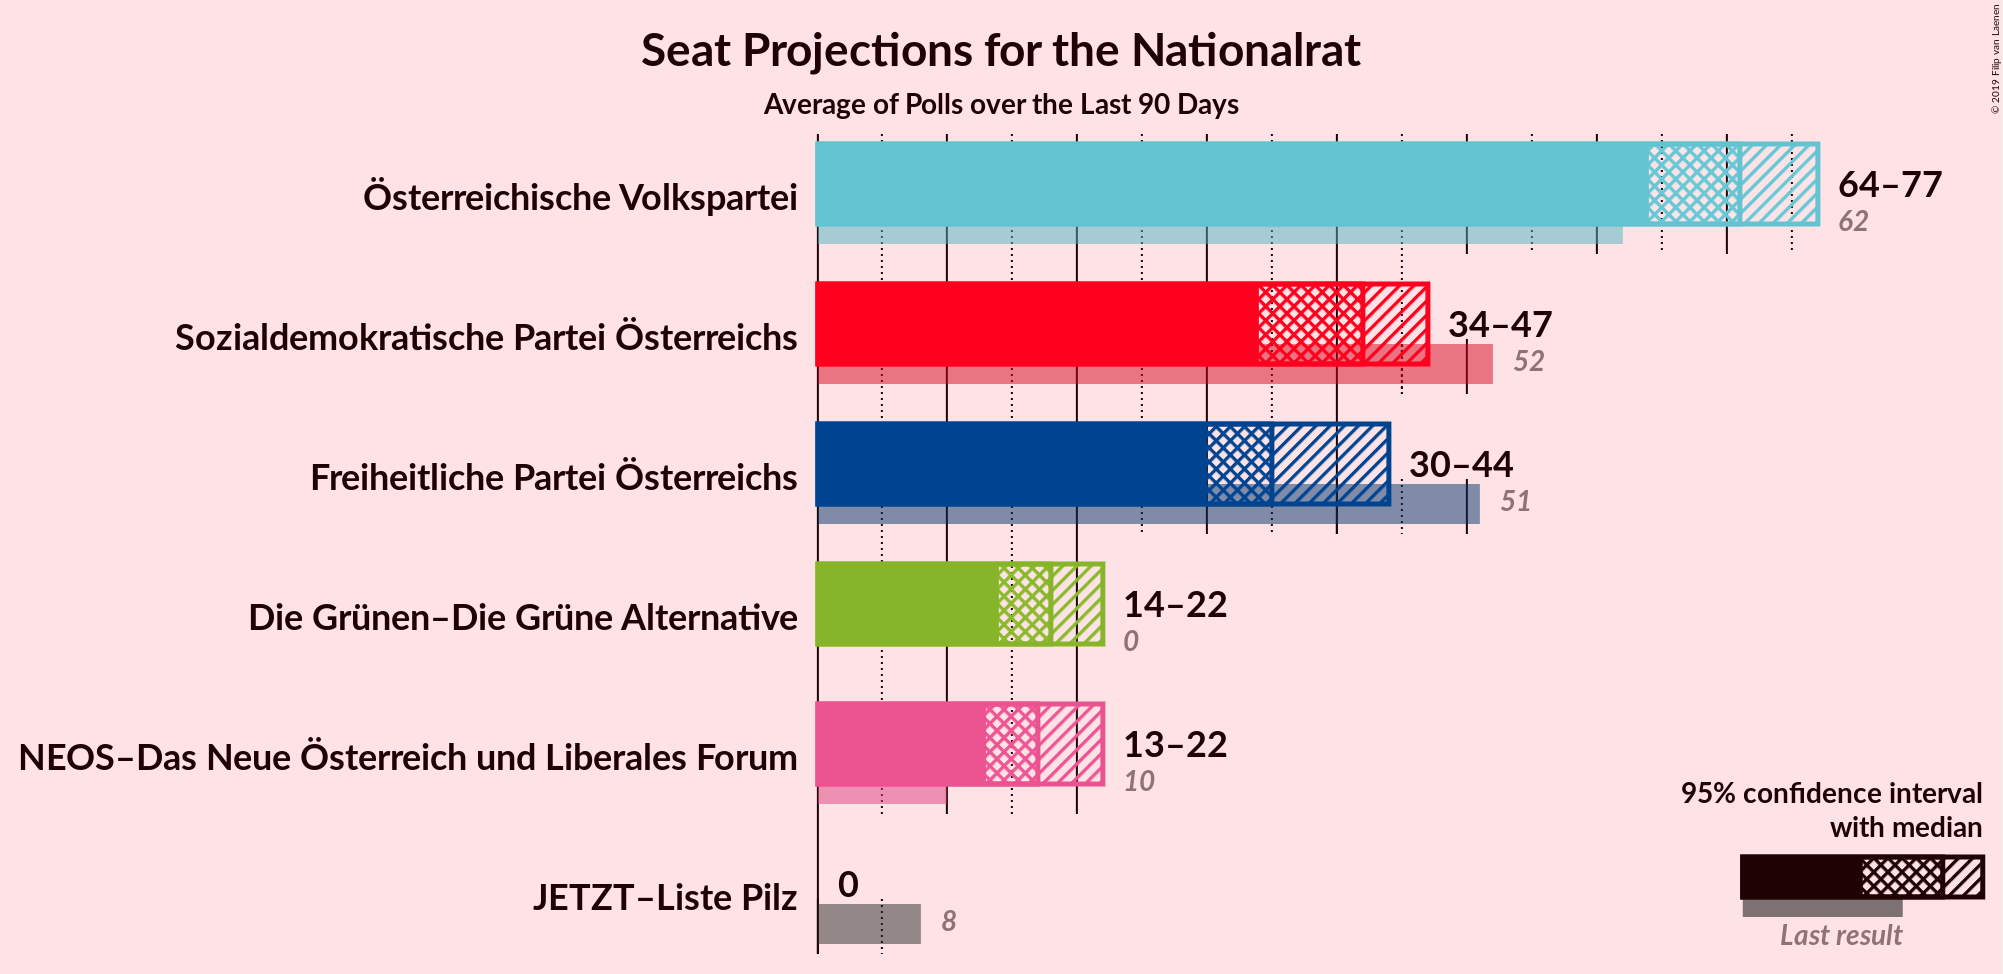 Seat Projections for the Nationalrat
Average of Polls over the Last 90 Days
© 2019 Filip van Laenen
Österreichische Volkspartei
64–77
62
Sozialdemokratische Partei Österreichs
34–47
52
Freiheitliche Partei Österreichs
30–44
51
Die Grünen–Die Grüne Alternative
14–22
0
NEOS–Das Neue Österreich und Liberales Forum
13–22
10
JETZT–Liste Pilz
0
8
95% confidence interval
with median
Last result